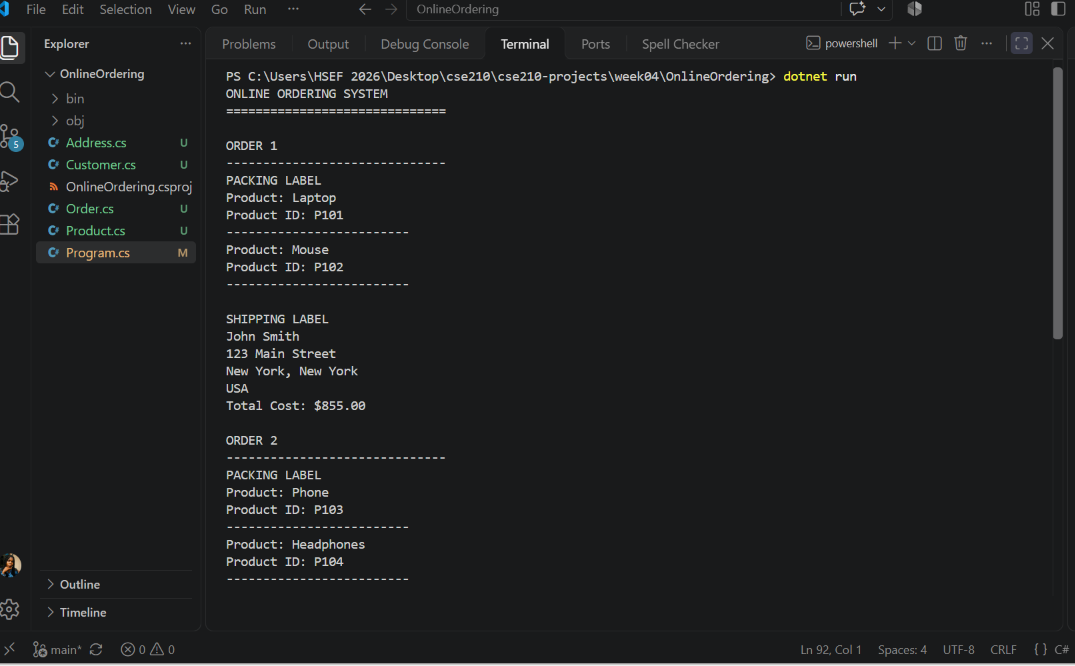 File Edit Selection View Go Run ··· OnlineOrdering
Explorer ···
OnlineOrdering
bin
obj
Address.cs U
Customer.cs U
OnlineOrdering.csproj
Order.cs U
Product.cs U
Program.cs M
5
Outline
Timeline
Problems Output Debug Console Terminal Ports Spell Checker powershell ···
PS C:\Users\HSEF 2026\Desktop\cse210\cse210-projects\week04\OnlineOrdering> dotnet run
ONLINE ORDERING SYSTEM
==============================
ORDER 1
------------------------------
PACKING LABEL
Product: Laptop
Product ID: P101
-------------------------
Product: Mouse
Product ID: P102
-------------------------
SHIPPING LABEL
John Smith
123 Main Street
New York, New York
USA
Total Cost: $855.00
ORDER 2
------------------------------
PACKING LABEL
Product: Phone
Product ID: P103
-------------------------
Product: Headphones
Product ID: P104
-------------------------
main* 0 0 Ln 92, Col 1 Spaces: 4 UTF-8 CRLF { } C#